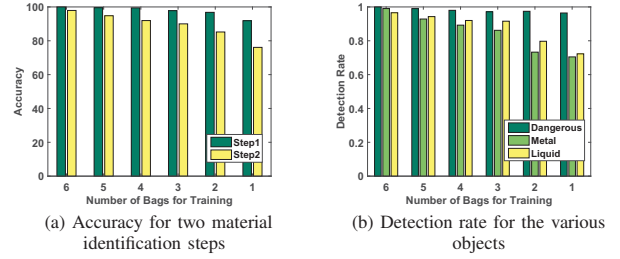 100
80
60
40
20
0
Accuracy
Step1
Step2
6 5 4 3 2 1
Number of Bags for Training
(a) Accuracy for two material
identification steps
1
0.8
0.6
0.4
0.2
0
Detection Rate
Dangerous
Metal
Liquid
6 5 4 3 2 1
Number of Bags for Training
(b) Detection rate for the various
objects